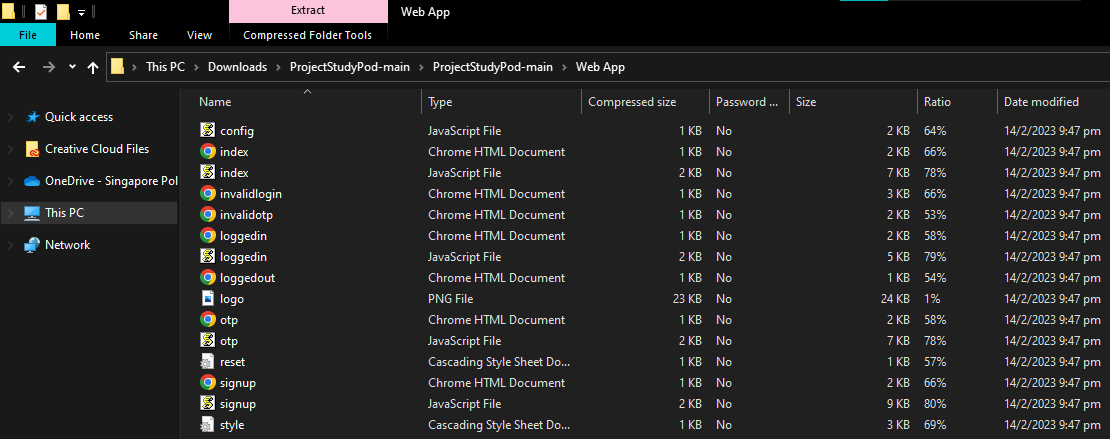 Extract Web App
File Home Share View Compressed Folder Tools
This PC Downloads ProjectStudyPod-main ProjectStudyPod-main Web App
Quick access
Creative Cloud Files
OneDrive - Singapore Pol
This PC
Network
Name Type Compressed size Password ... Size Ratio Date modified
config JavaScript File 1 KB No 2 KB 64% 14/2/2023 9:47 pm
index Chrome HTML Document 1 KB No 2 KB 66% 14/2/2023 9:47 pm
index JavaScript File 2 KB No 7 KB 78% 14/2/2023 9:47 pm
invalidlogin Chrome HTML Document 1 KB No 3 KB 66% 14/2/2023 9:47 pm
invalidotp Chrome HTML Document 1 KB No 2 KB 53% 14/2/2023 9:47 pm
loggedin Chrome HTML Document 1 KB No 2 KB 58% 14/2/2023 9:47 pm
loggedin JavaScript File 2 KB No 5 KB 79% 14/2/2023 9:47 pm
loggedout Chrome HTML Document 1 KB No 1 KB 54% 14/2/2023 9:47 pm
logo PNG File 23 KB No 24 KB 1% 14/2/2023 9:47 pm
otp Chrome HTML Document 1 KB No 2 KB 58% 14/2/2023 9:47 pm
otp JavaScript File 2 KB No 7 KB 78% 14/2/2023 9:47 pm
reset Cascading Style Sheet Do... 1 KB No 1 KB 57% 14/2/2023 9:47 pm
signup Chrome HTML Document 1 KB No 2 KB 66% 14/2/2023 9:47 pm
signup JavaScript File 2 KB No 9 KB 80% 14/2/2023 9:47 pm
style Cascading Style Sheet Do... 1 KB No 3 KB 69% 14/2/2023 9:47 pm